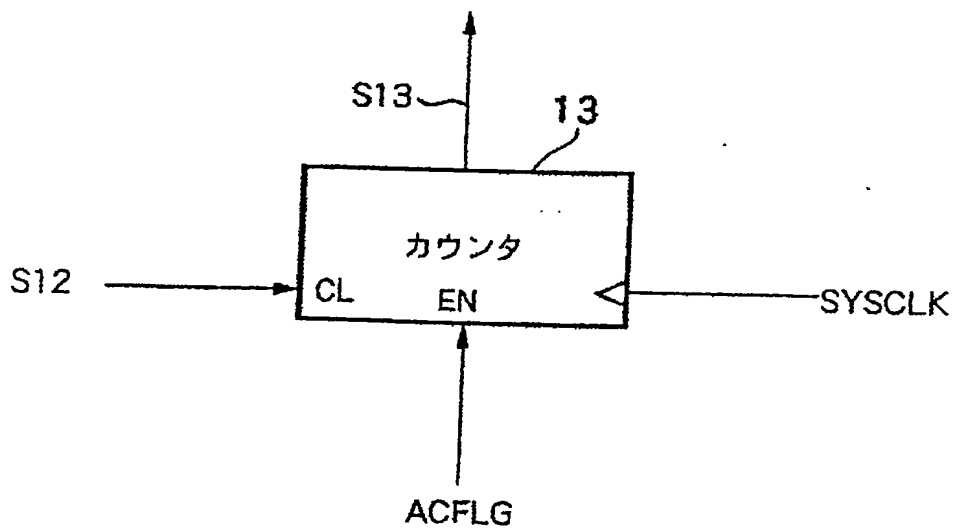 S13
13
カウンタ
S12
CL
EN
SYSCLK
ACFLG